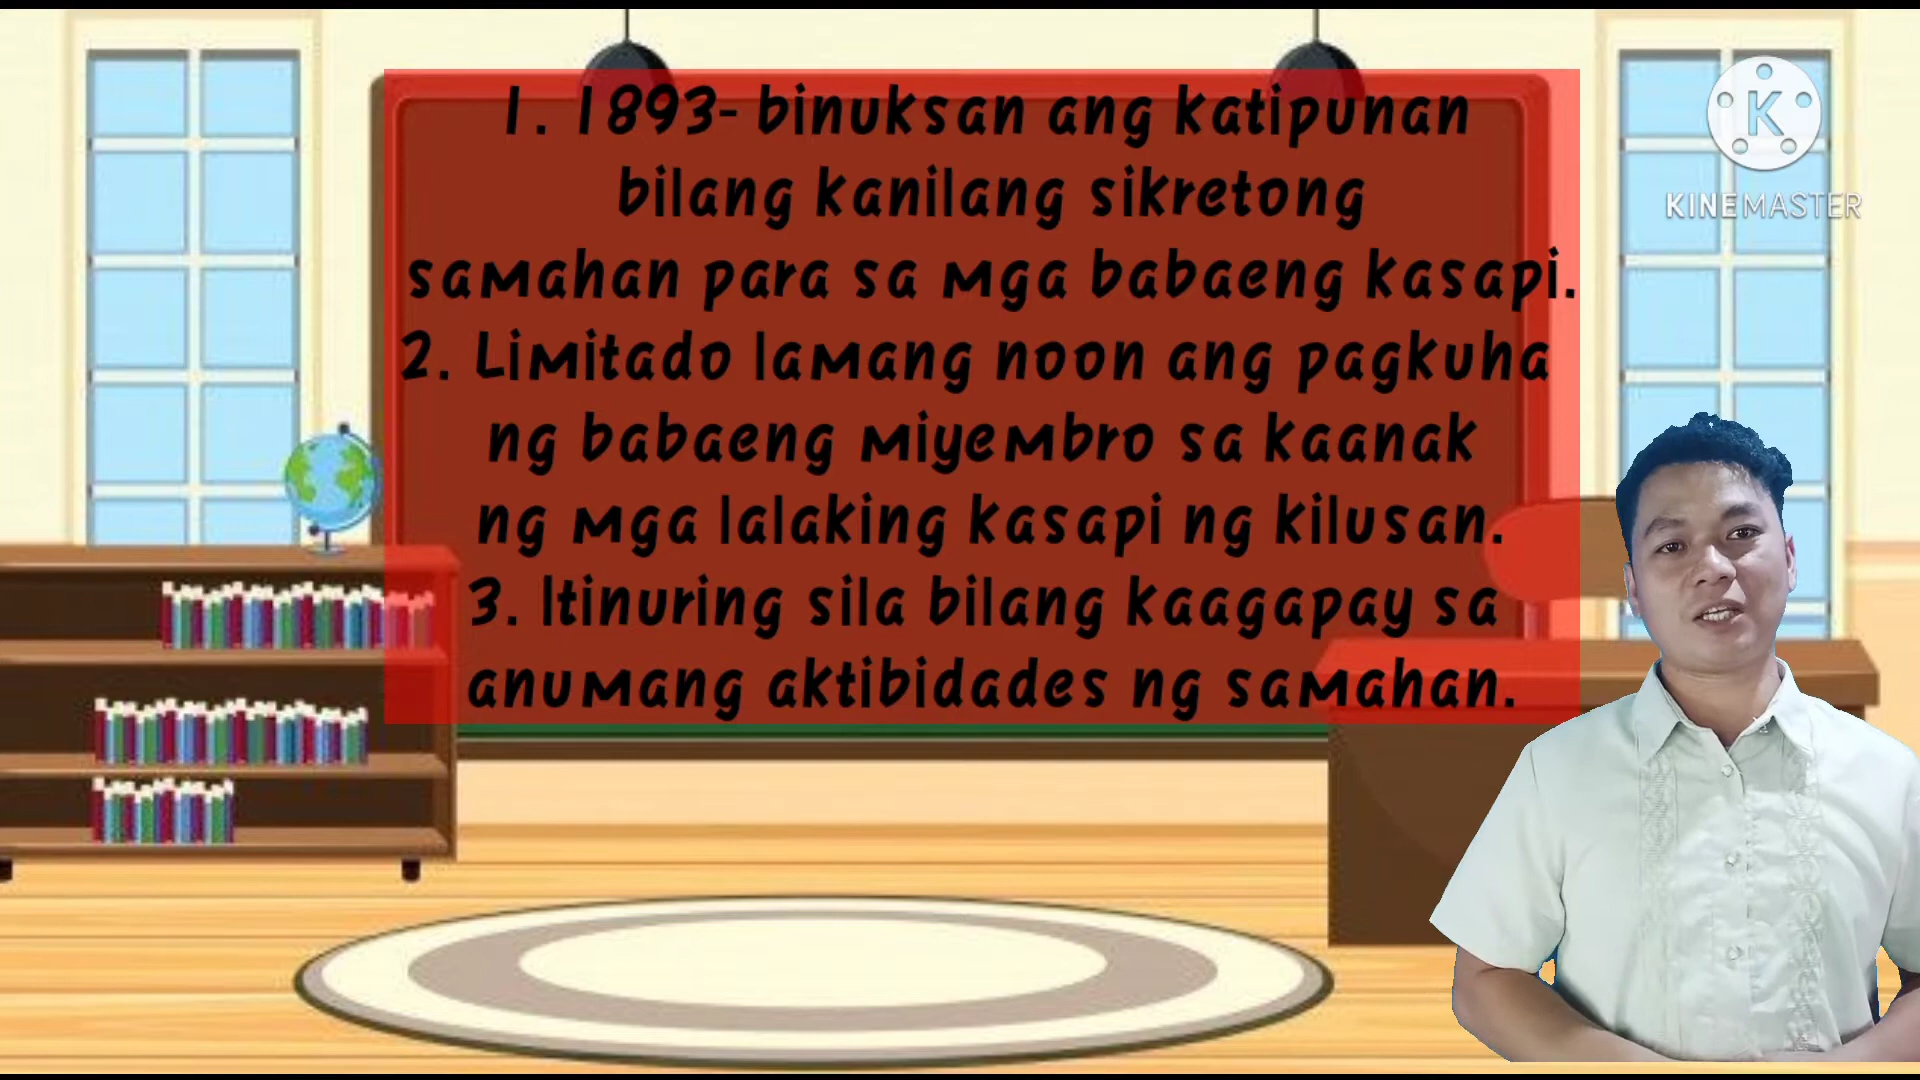 1. 1893- binuksan ang katipunan
bilang kanilang sikretong
samahan para sa mga babaeng kasapi.
2. Limitado lamang noon ang pagkuha
ng babaeng miyembro sa kaanak
ng mga lalaking kasapi ng kilusan.
3. Itinuring sila bilang kaagapay sa
anumang aktibidades ng samahan.
K
KINEMASTER